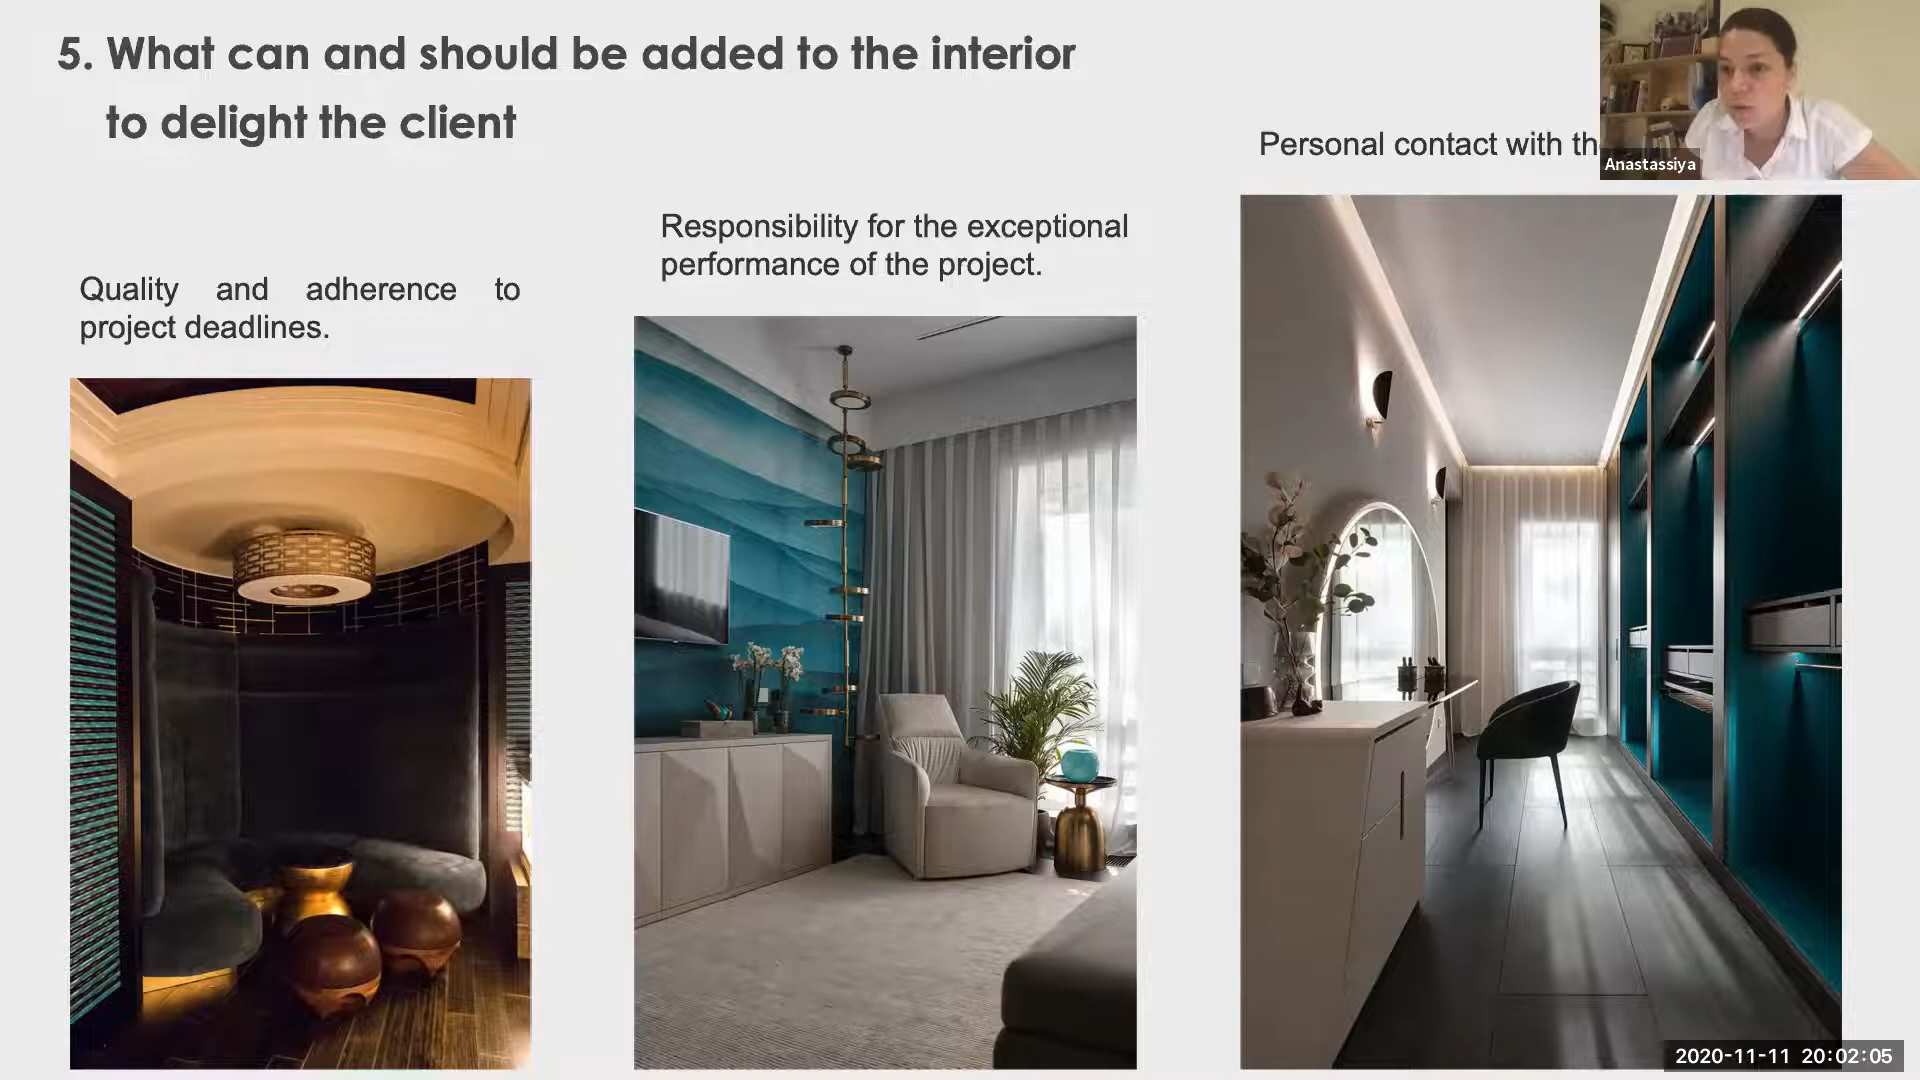 5. What can and should be added to the interior
to delight the client
Personal contact with
Anastassiya
Responsibility for the exceptional
performance of the project.
Quality and adherence to
project deadlines.
2020-11-11 20:02:05